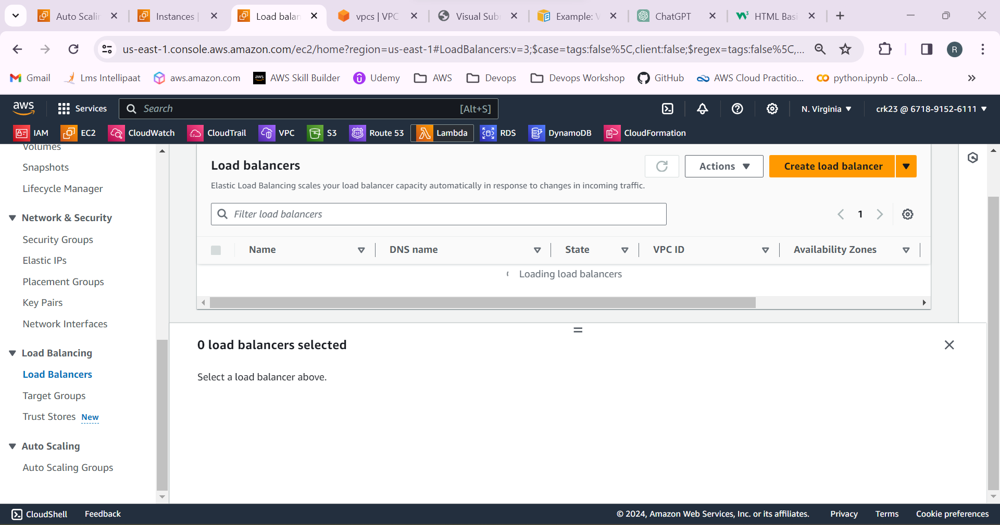 Auto Scalin
Instances |
Load balan
vpcs | VPC
Visual Sub
Example: V
ChatGPT
HTML Basi
us-east-1.console.aws.amazon.com/ec2/home?region=us-east-1#LoadBalancers:v=3;$case=tags:false%5C,client:false;$regex=tags:false%5C,...
R
Gmail
Lms Intellipaat
aws.amazon.com
aws
AWS Skill Builder
Udemy
AWS
Devops
Devops Workshop
GitHub
AWS Cloud Practitio...
python.ipynb - Cola...
aws
Services
Search
[Alt+S]
N. Virginia
crk23 @ 6718-9152-6111
IAM
EC2
CloudWatch
CloudTrail
VPC
S3
Route 53
Lambda
RDS
DynamoDB
CloudFormation
Volumes
Snapshots
Lifecycle Manager
Network & Security
Security Groups
Elastic IPs
Placement Groups
Key Pairs
Network Interfaces
Load Balancing
Load Balancers
Target Groups
Trust Stores New
Auto Scaling
Auto Scaling Groups
Load balancers
Actions
Create load balancer
Elastic Load Balancing scales your load balancer capacity automatically in response to changes in incoming traffic.
Filter load balancers
1
Name
DNS name
State
VPC ID
Availability Zones
Loading load balancers
0 load balancers selected
Select a load balancer above.
CloudShell
Feedback
© 2024, Amazon Web Services, Inc. or its affiliates.
Privacy
Terms
Cookie preferences